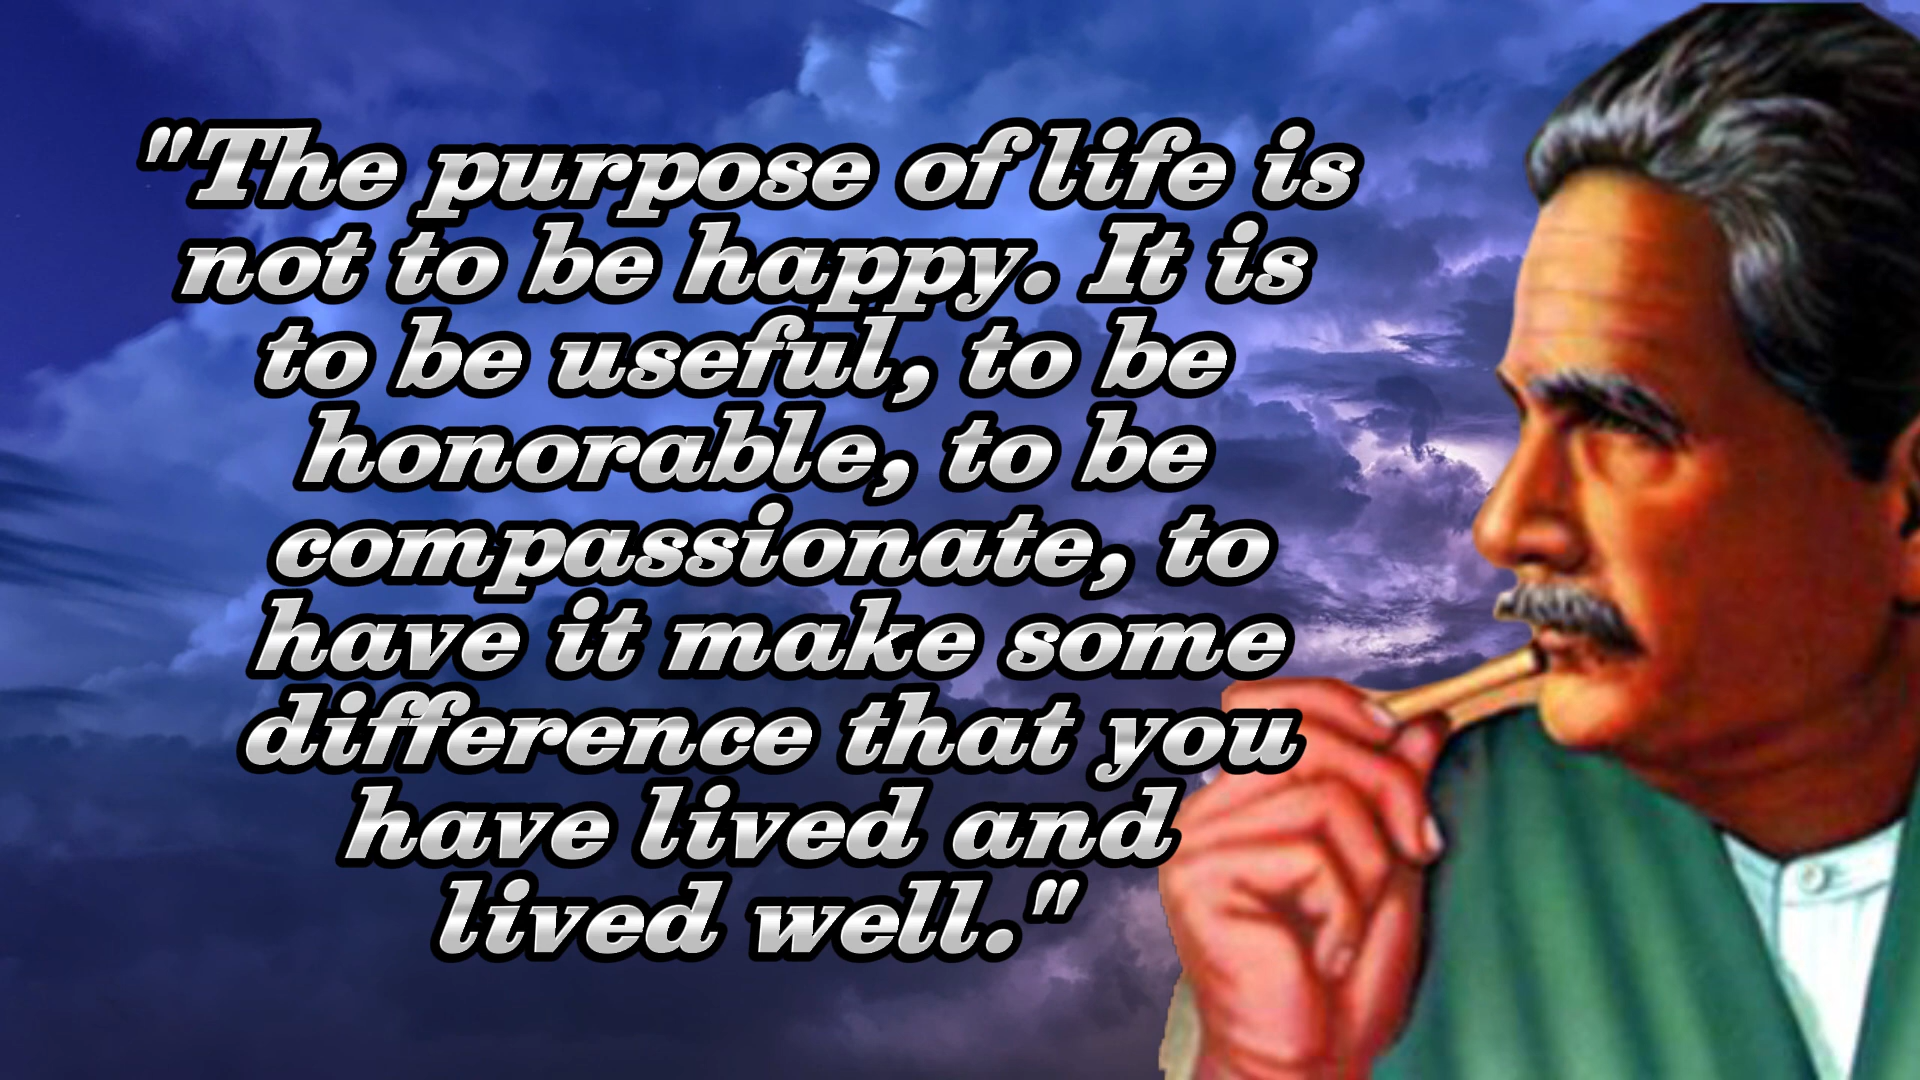 "The purpose of life is
not to be happy. It is
to be useful, to be
honorable, to be
compassionate, to
have it make some
difference that you
have lived and
lived well."